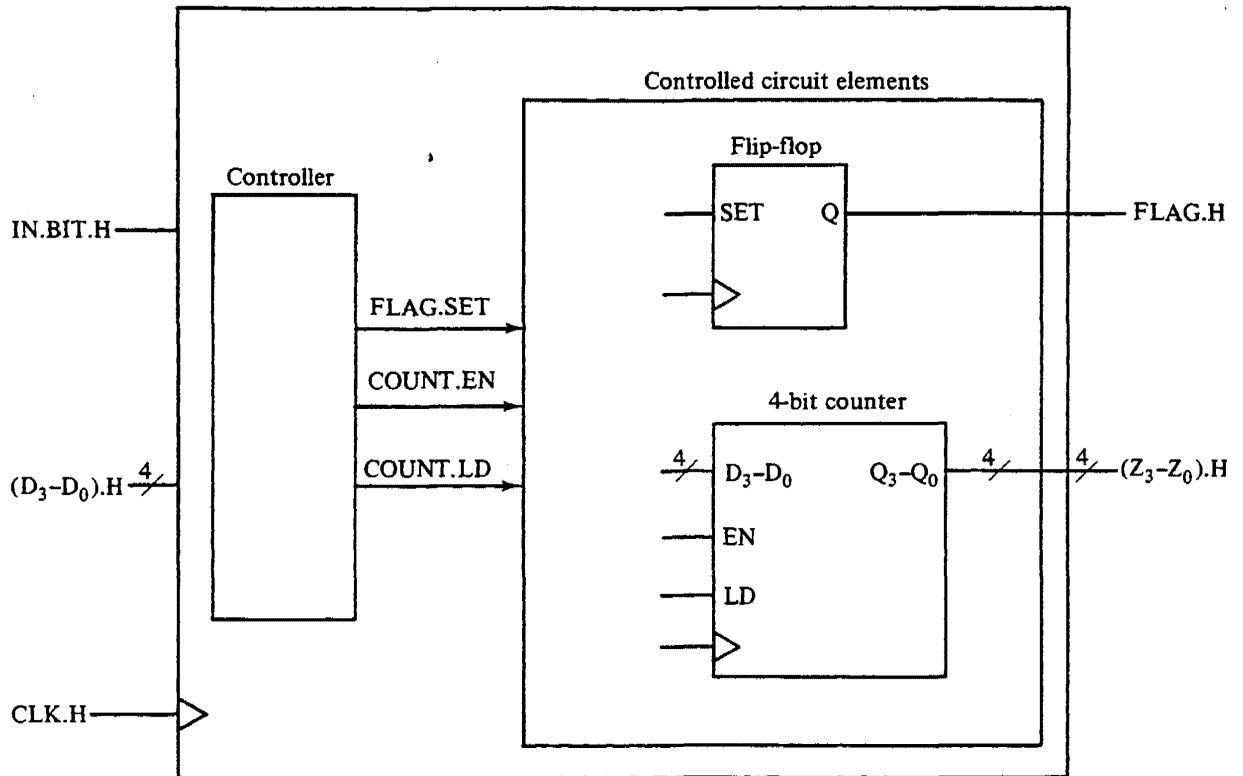 Controlled circuit elements
Flip-flop
Controller
SET Q
IN.BIT.H
FLAG.H
FLAG.SET
COUNT.EN
4-bit counter
COUNT.LD
(D₃-D₀).H 4
4 D₃-D₀ Q₃-Q₀ 4 4 (Z₃-Z₀).H
EN
LD
CLK.H